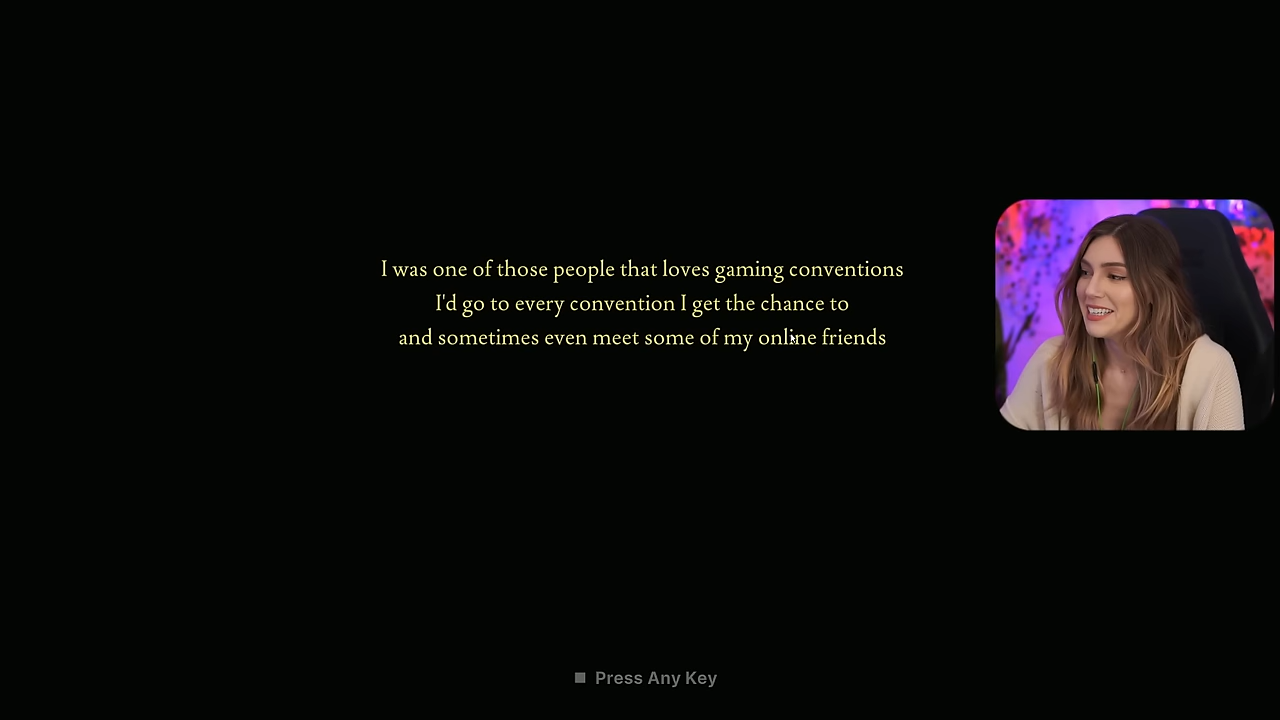 I was one of those people that loves gaming conventions
I'd go to every convention I get the chance to
and sometimes even meet some of my online friends
Press Any Key